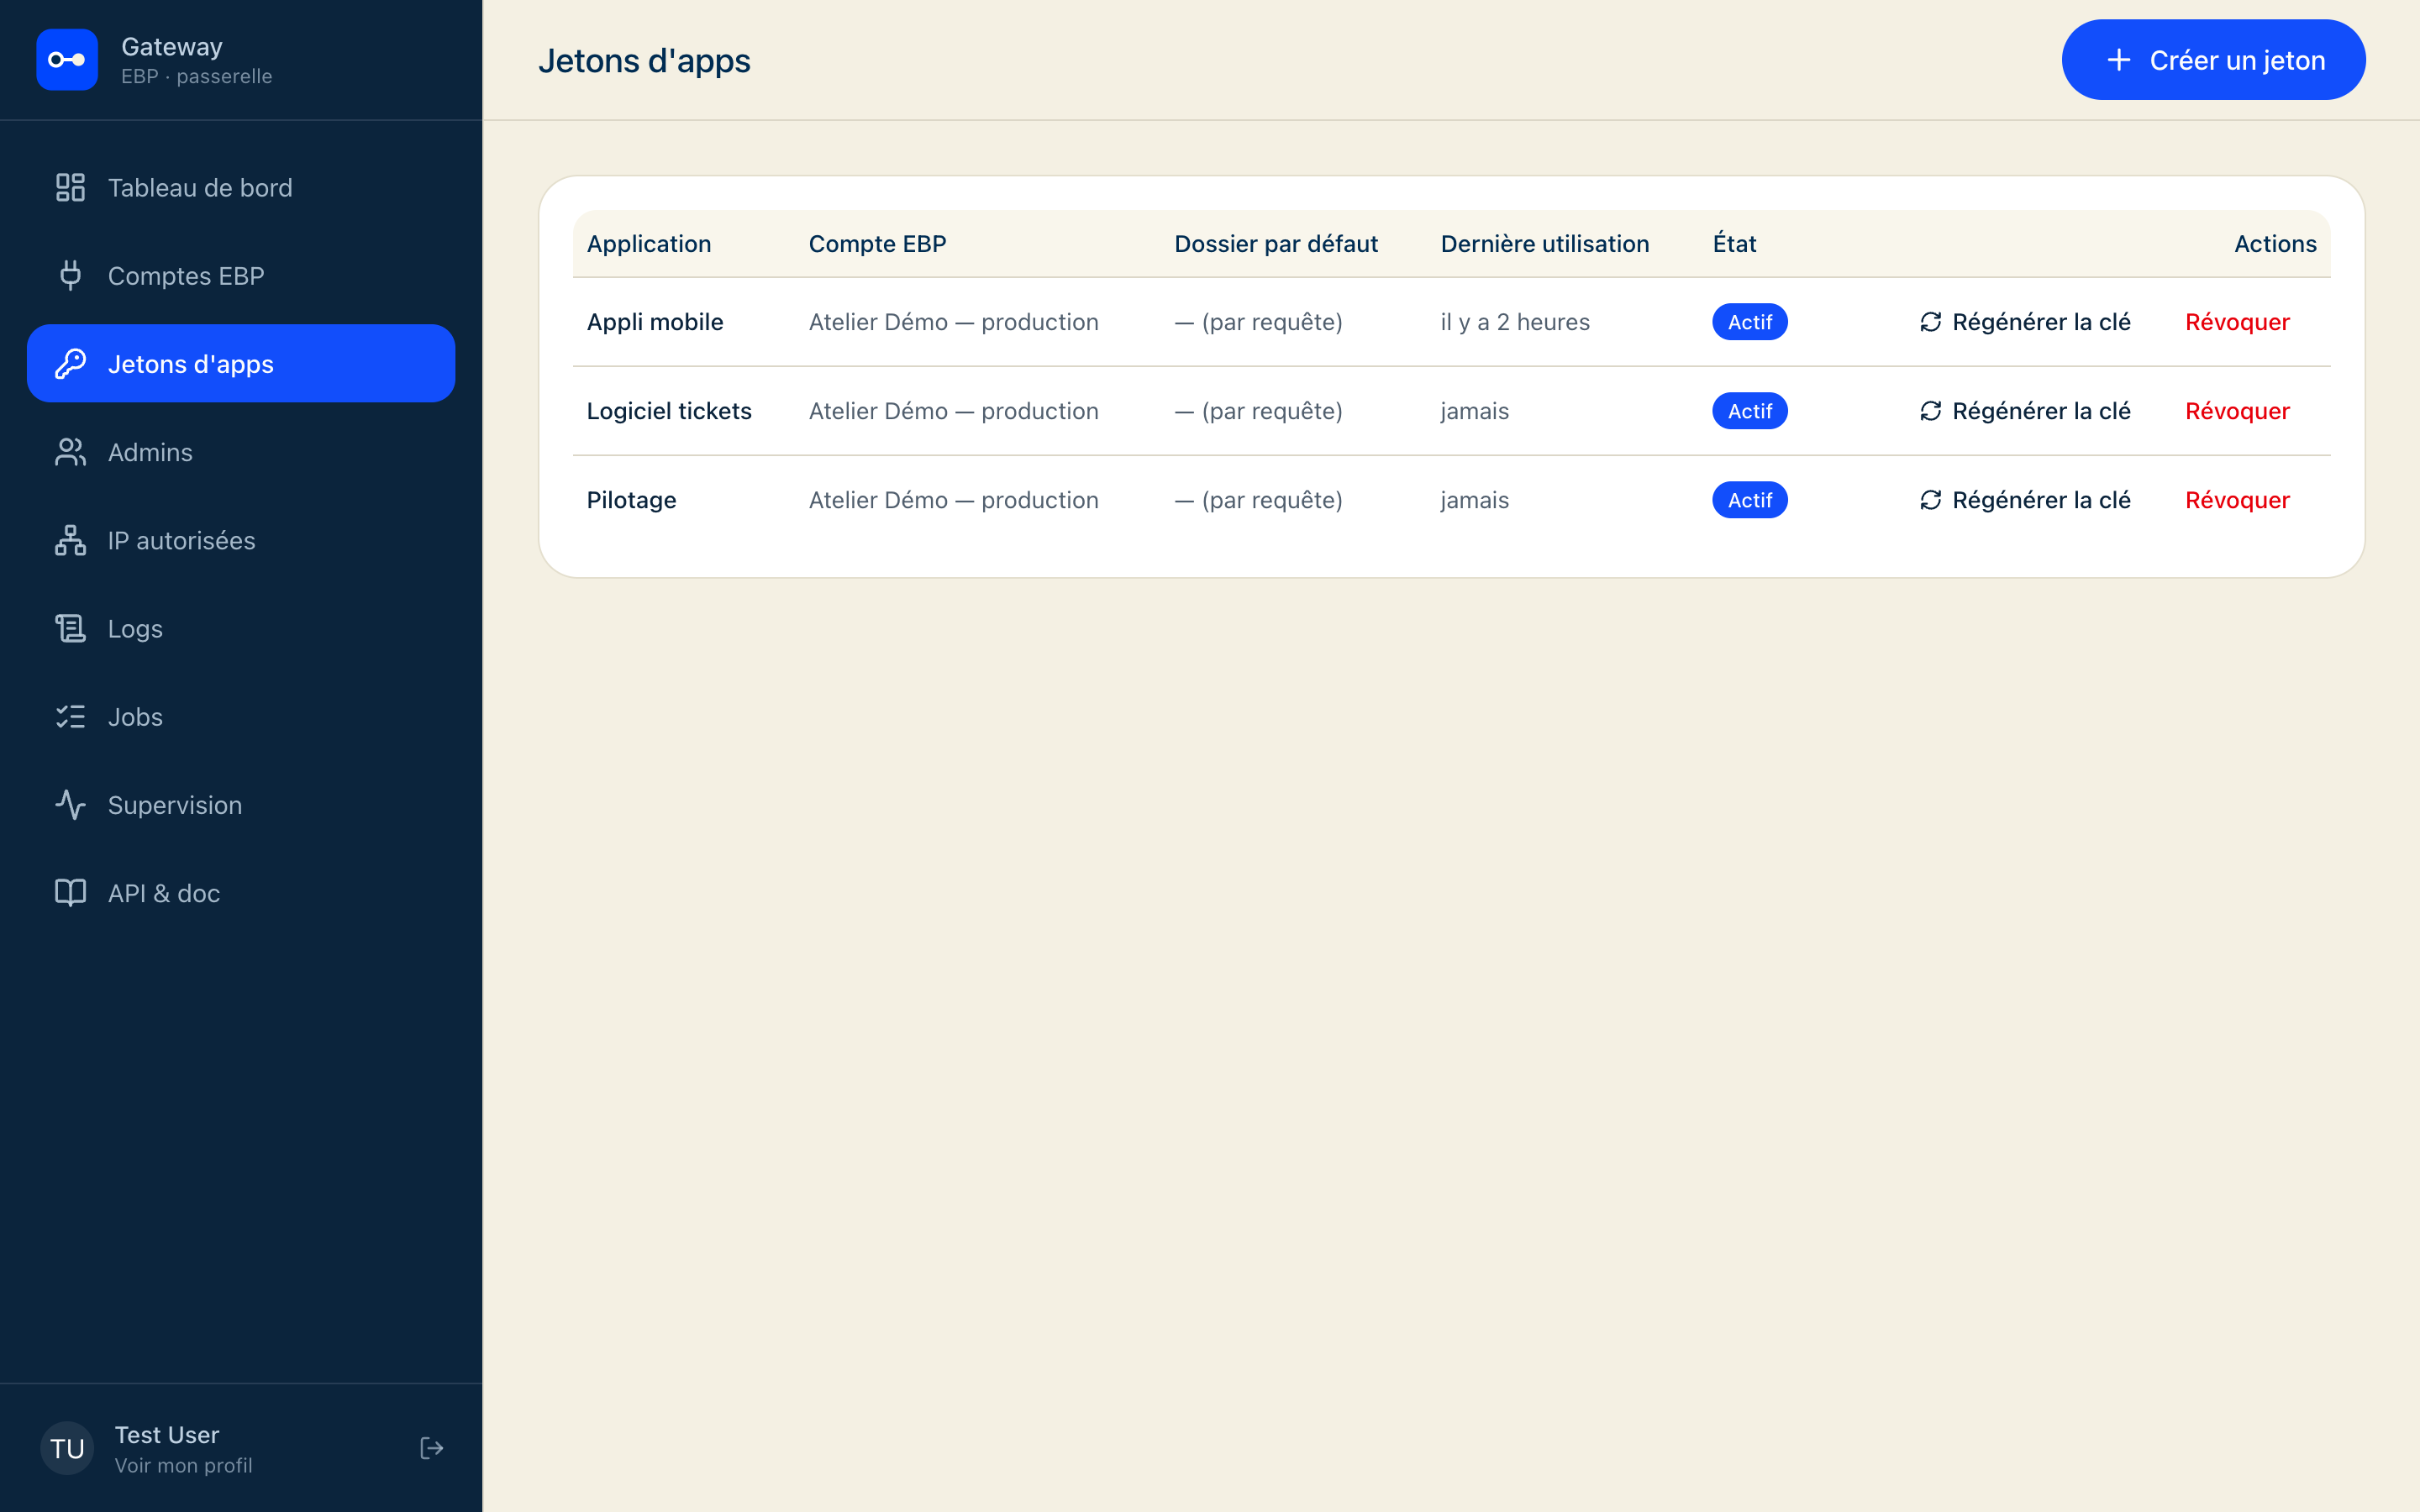 Gateway
EBP · passerelle
Tableau de bord
Comptes EBP
Jetons d'apps
Admins
IP autorisées
Logs
Jobs
Supervision
API & doc
TU
Test User
Voir mon profil
Jetons d'apps
+ Créer un jeton
Application Compte EBP Dossier par défaut Dernière utilisation État Actions
Appli mobile Atelier Démo — production — (par requête) il y a 2 heures Actif Régénérer la clé Révoquer
Logiciel tickets Atelier Démo — production — (par requête) jamais Actif Régénérer la clé Révoquer
Pilotage Atelier Démo — production — (par requête) jamais Actif Régénérer la clé Révoquer